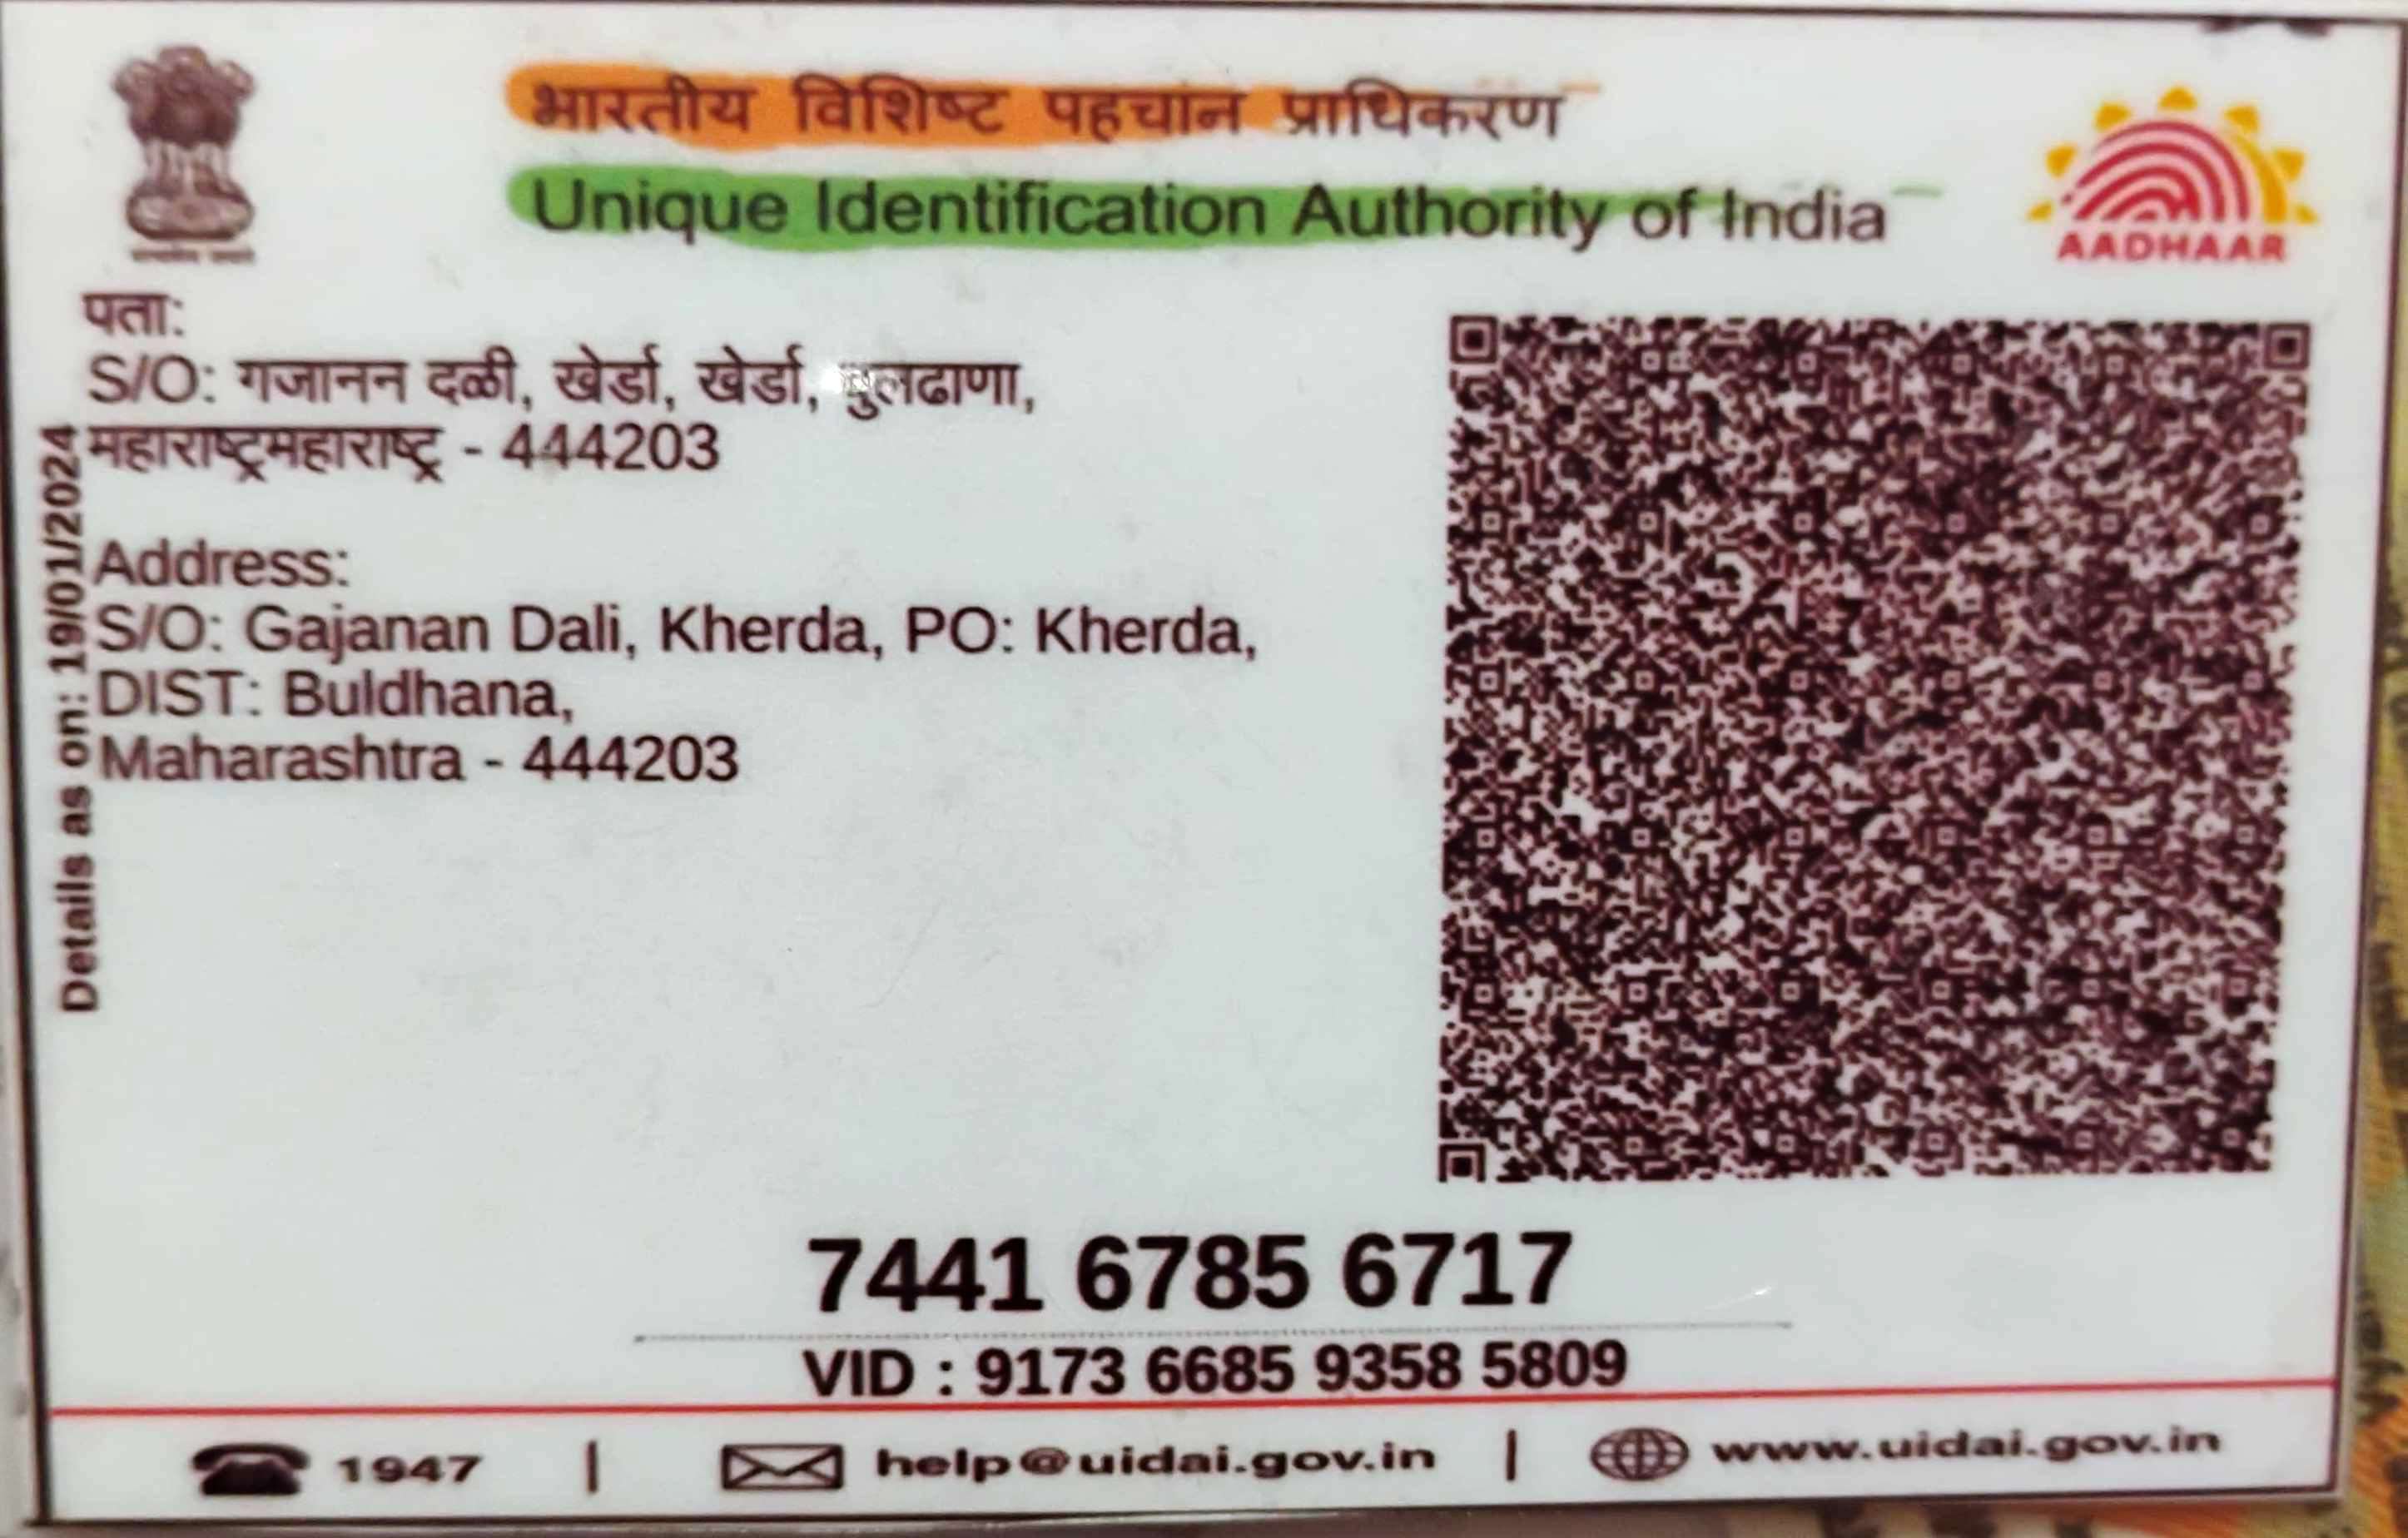 भारतीय विशिष्ट पहचान प्राधिकरण
Unique Identification Authority of India
AADHAAR
पता:
S/O: गजानन दळी, खेर्डा, खेर्डा, बुलढाणा,
महाराष्ट्रमहाराष्ट्र - 444203
Address:
S/O: Gajanan Dali, Kherda, PO: Kherda,
DIST: Buldhana,
Maharashtra - 444203
Details as on: 19/01/2024
7441 6785 6717
VID : 9173 6685 9358 5809
1947 | help@uidai.gov.in | www.uidai.gov.in